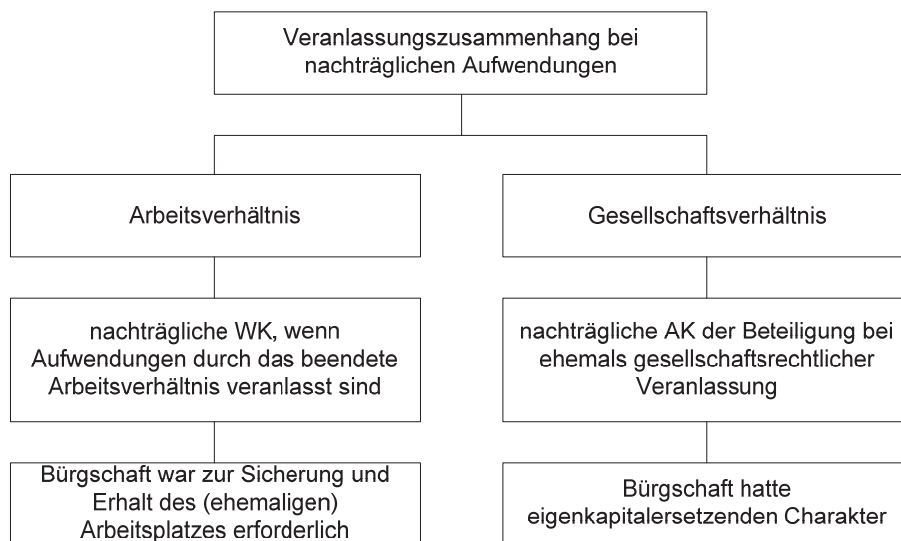 Veranlassungszusammenhang bei
nachträglichen Aufwendungen
Arbeitsverhältnis
Gesellschaftsverhältnis
nachträgliche WK, wenn
Aufwendungen durch das beendete
Arbeitsverhältnis veranlasst sind
nachträgliche AK der Beteiligung bei
ehemals gesellschaftsrechtlicher
Veranlassung
Bürgschaft war zur Sicherung und
Erhalt des (ehemaligen)
Arbeitsplatzes erforderlich
Bürgschaft hatte
eigenkapitalersetzenden Charakter